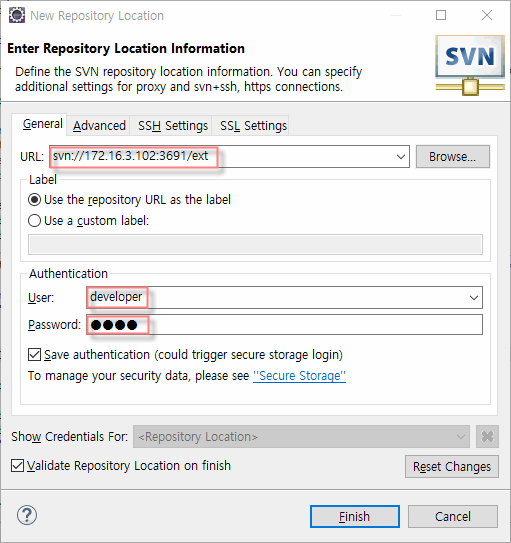 New Repository Location
Enter Repository Location Information
Define the SVN repository location information. You can specify
additional settings for proxy and svn+ssh, https connections.
SVN
General Advanced SSH Settings SSL Settings
URL: svn://172.16.3.102:3691/ext Browse...
Label
Use the repository URL as the label
Use a custom label:
Authentication
User: developer
Password: ●●●●
Save authentication (could trigger secure storage login)
To manage your security data, please see "Secure Storage"
Show Credentials For: <Repository Location>
Validate Repository Location on finish Reset Changes
? Finish Cancel